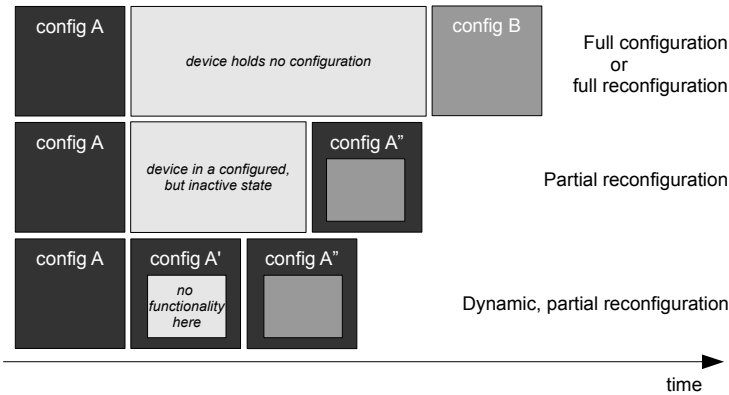 config A
device holds no configuration
config B
Full configuration
or
full reconfiguration
config A
device in a configured,
but inactive state
config A”
Partial reconfiguration
config A
config A'
no
functionality
here
config A”
Dynamic, partial reconfiguration
time